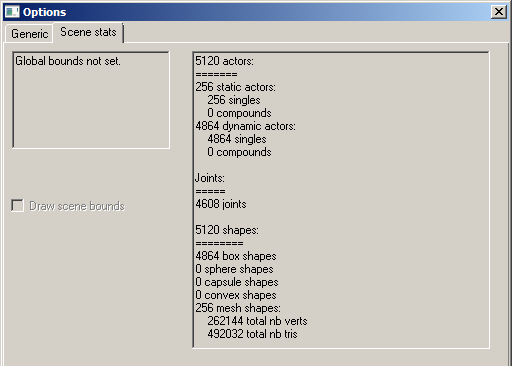 Options
Generic
Scene stats
Global bounds not set.
Draw scene bounds
5120 actors:
=======
256 static actors:
256 singles
0 compounds
4864 dynamic actors:
4864 singles
0 compounds
Joints:
=====
4608 joints
5120 shapes:
========
4864 box shapes
0 sphere shapes
0 capsule shapes
0 convex shapes
256 mesh shapes:
262144 total nb verts
492032 total nb tris